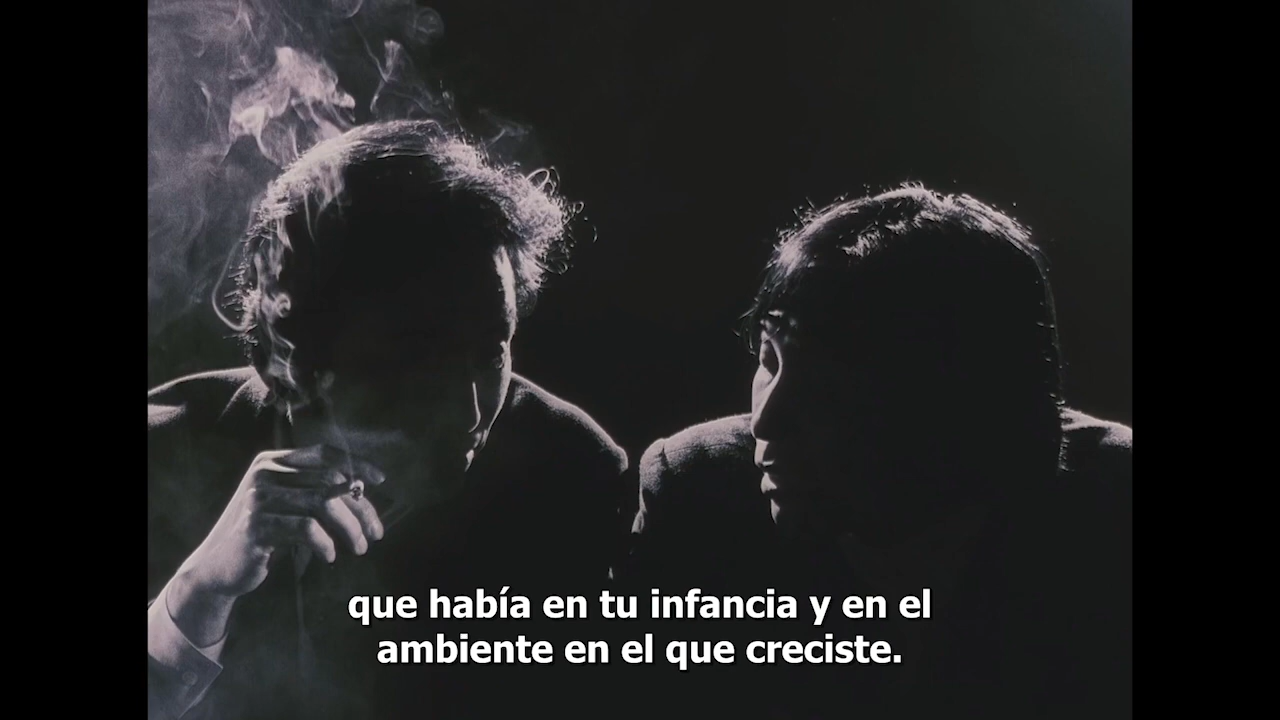 que había en tu infancia y en el
ambiente en el que creciste.